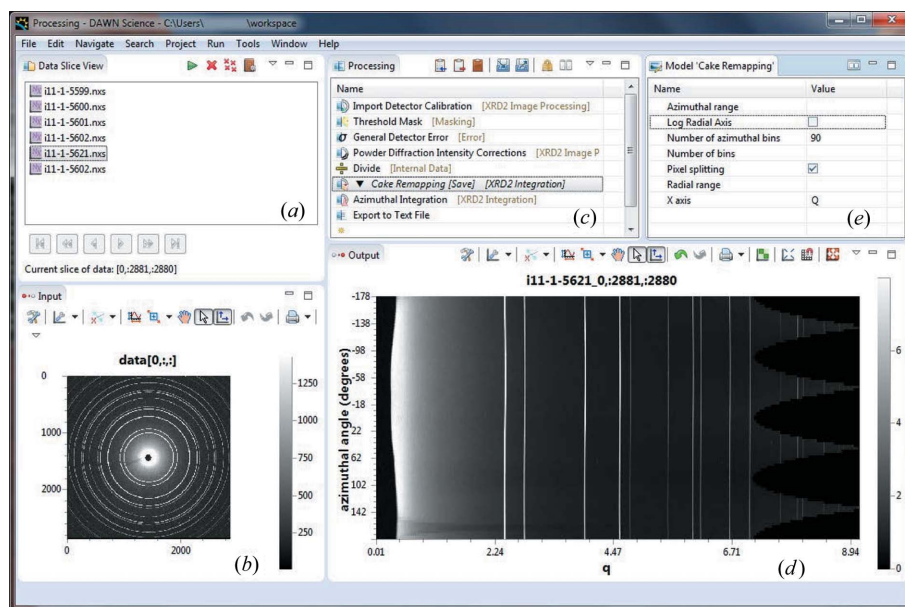 Processing - DAWN Science - C:\Users\ \workspace
File Edit Navigate Search Project Run Tools Window Help
Data Slice View
i11-1-5599.nxs
i11-1-5600.nxs
i11-1-5601.nxs
i11-1-5602.nxs
i11-1-5621.nxs
i11-1-5602.nxs
(a)
Current slice of data: [0,:2881,:2880]
Input
data[0,:,:]
0
1000
2000
0
2000
1250
1000
750
500
250
(b)
Processing
Name
Import Detector Calibration [XRD2 Image Processing]
Threshold Mask [Masking]
General Detector Error [Error]
Powder Diffraction Intensity Corrections [XRD2 Image P
Divide [Internal Data]
▼ Cake Remapping [Save] [XRD2 Integration]
Azimuthal Integration [XRD2 Integration]
Export to Text File
(c)
Model 'Cake Remapping'
Name Value
Azimuthal range
Log Radial Axis
Number of azimuthal bins 90
Number of bins
Pixel splitting
Radial range
X axis Q
(e)
Output
i11-1-5621_0,:2881,:2880
azimuthal angle (degrees)
-178
-138
-98
-58
-18
22
62
102
142
0.01 2.24 4.47 6.71 8.94
q
6
4
2
0
(d)